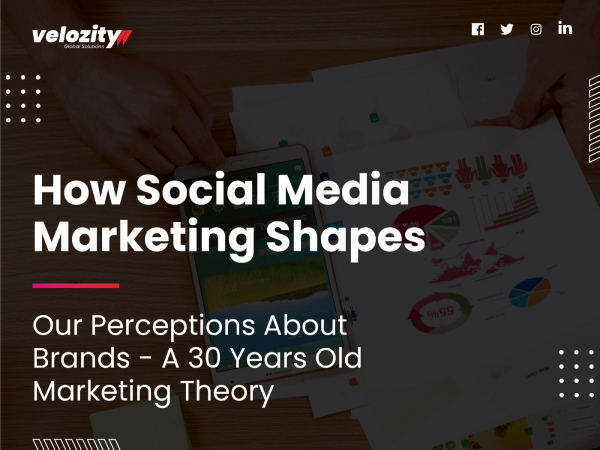 velozity
Global Solutions
How Social Media
Marketing Shapes
Our Perceptions About
Brands - A 30 Years Old
Marketing Theory